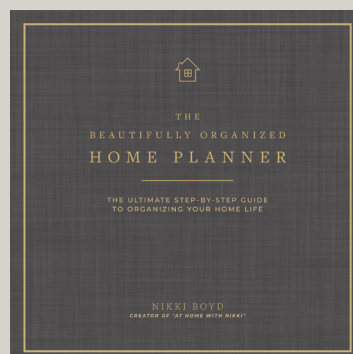 THE
BEAUTIFULLY ORGANIZED
HOME PLANNER
THE ULTIMATE STEP-BY-STEP GUIDE
TO ORGANIZING YOUR HOME LIFE
NIKKI BOYD
CREATOR OF "AT HOME WITH NIKKI"